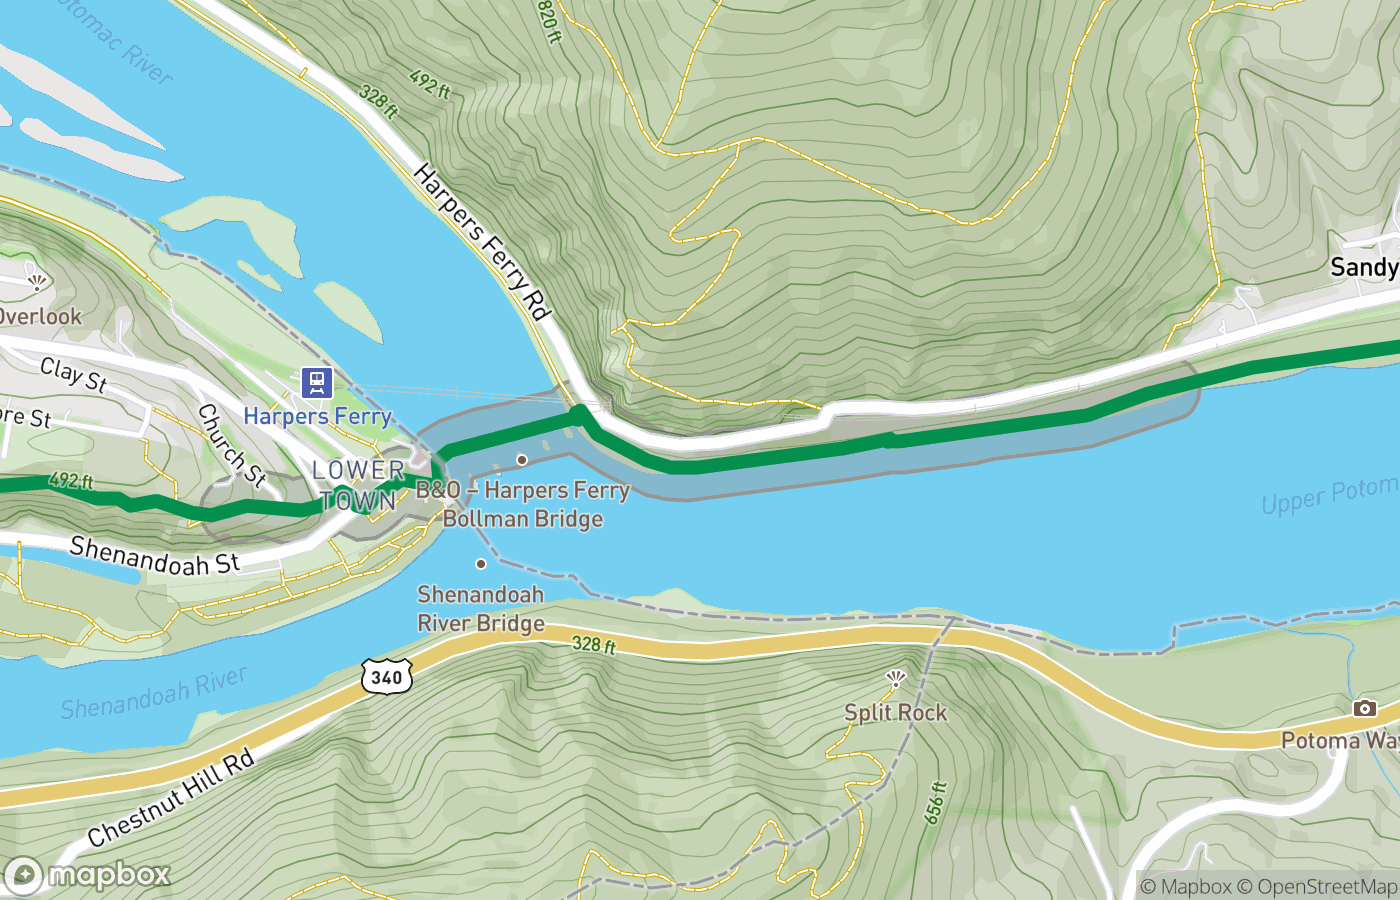 Potomac River
820 ft
492 ft
328 ft
Harpers Ferry Rd
Sandy
Overlook
Clay St
ore St
Church St
Harpers Ferry
LOWER
TOWN
492 ft
B&O – Harpers Ferry
Bollman Bridge
Upper Potom
Shenandoah St
Shenandoah
River Bridge
328 ft
340
Shenandoah River
Split Rock
Potoma Way
Chestnut Hill Rd
656 ft
mapbox
© Mapbox © OpenStreetMap